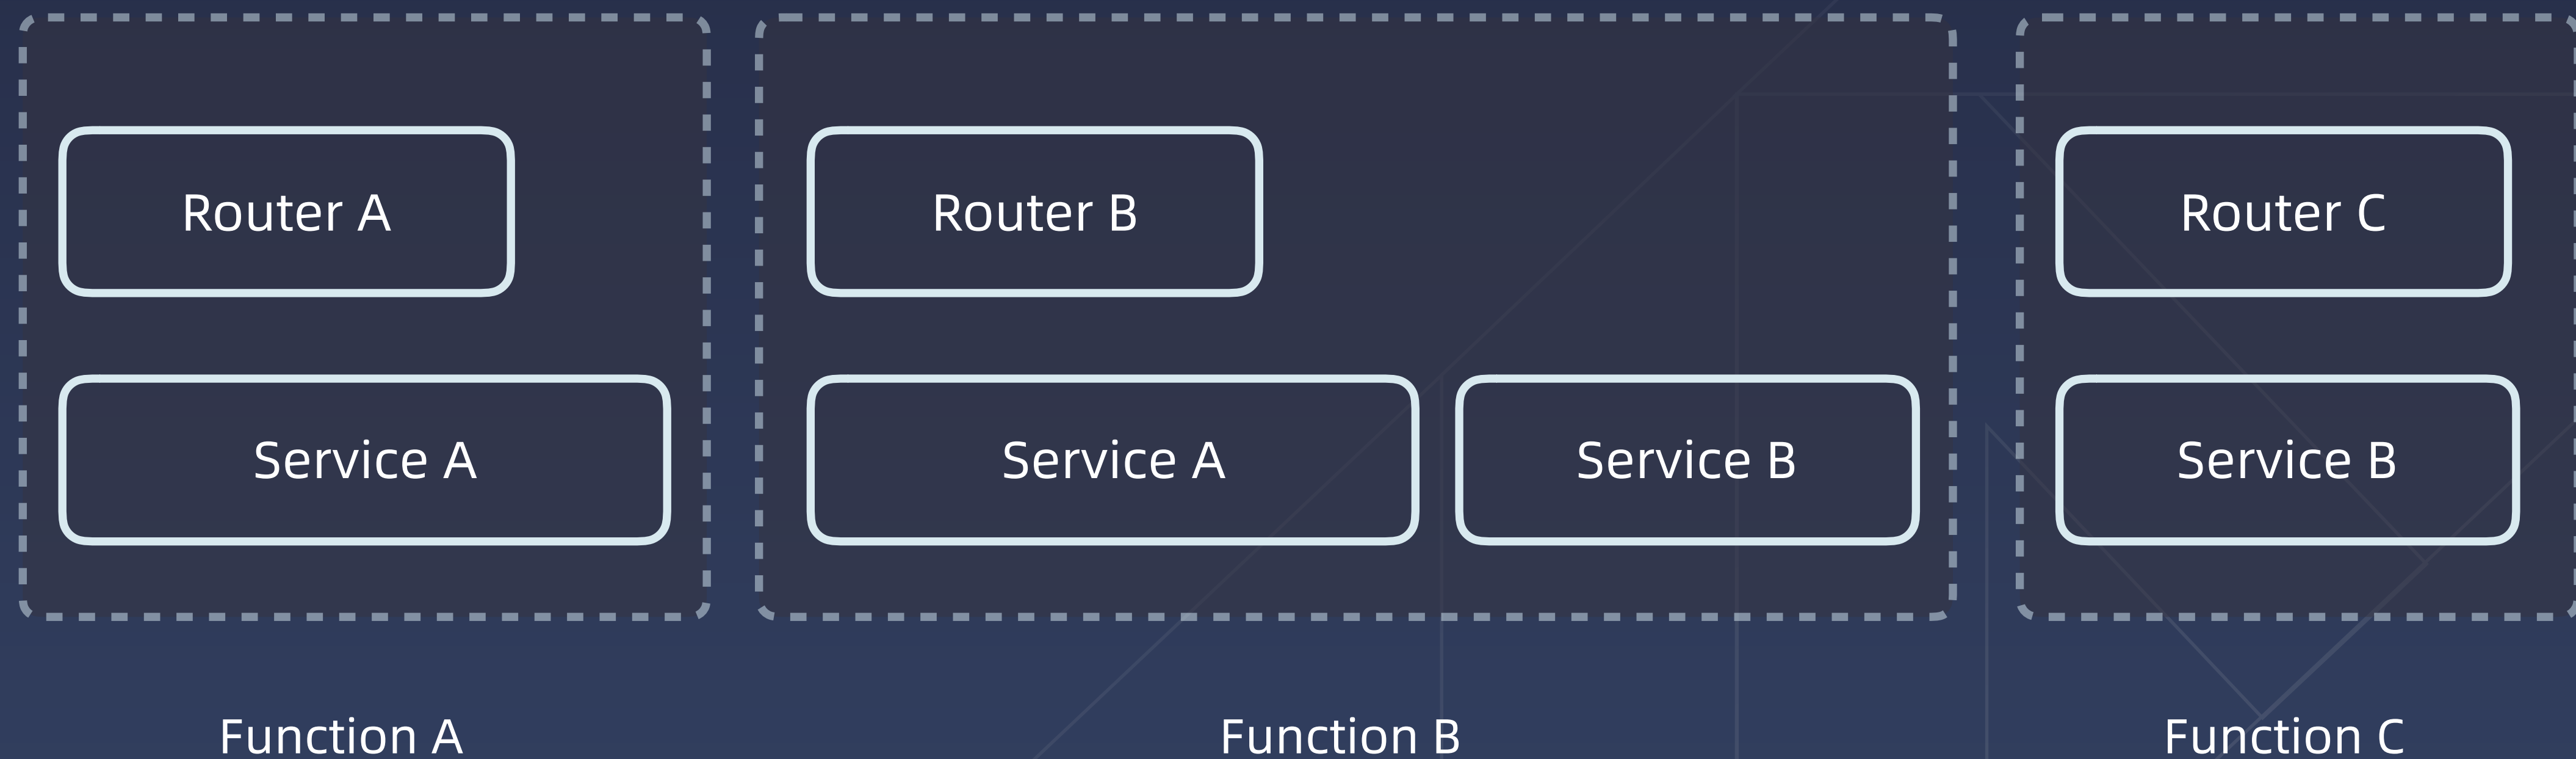 Router A
Router B
Router C
Service A
Service A
Service B
Service B
Function A
Function B
Function C